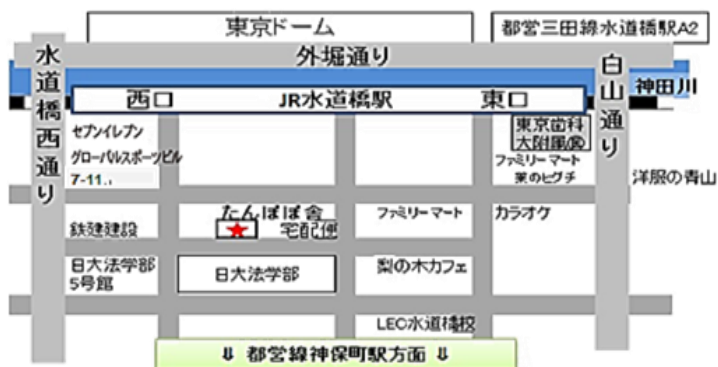 東京ドーム
都営三田線水道橋駅A2
水道橋西通り
外堀通り
白山通り
神田川
西口
JR水道橋駅
東口
セブンイレブン
グローバルスポーツビル
7-11
東京歯科
大附属
ファミリーマート
薬のヒグチ
洋服の青山
たんぽぽ舎
宅配便
鉄建建設
ファミリーマート
カラオケ
日大法学部
5号館
日大法学部
梨の木カフェ
LEC水道橋校
⇓ 都営線神保町駅方面 ⇓